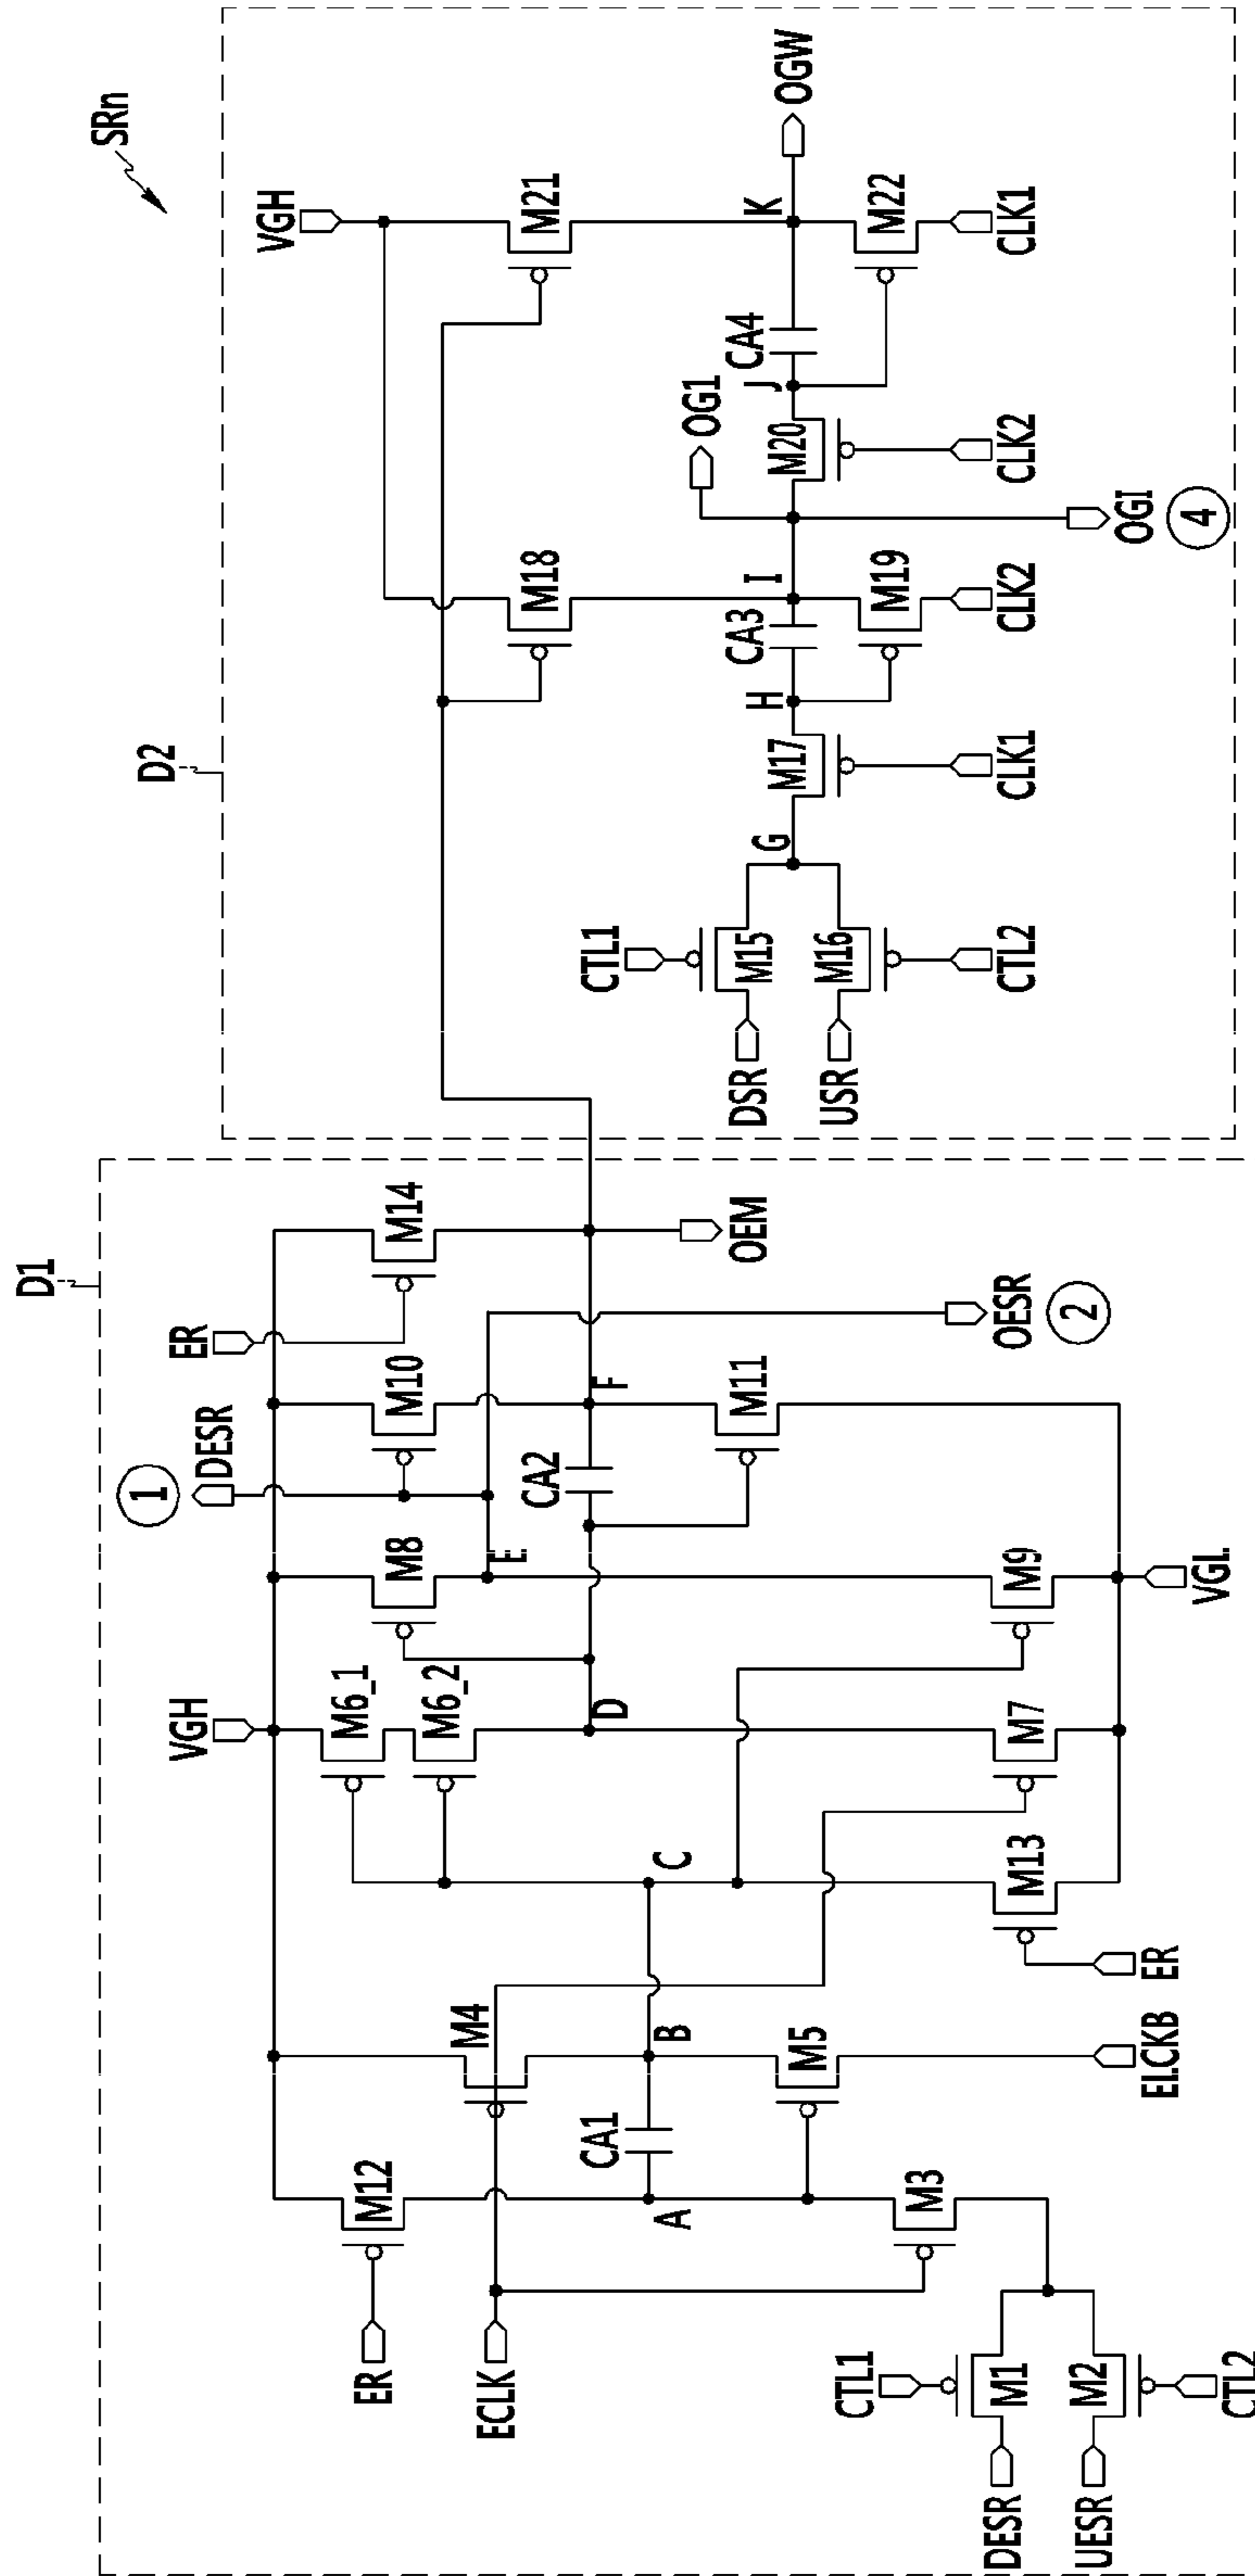 SRn
D1
D2
1
DESR
ER
VGH
VGH
M12
M4
M6_1
M6_2
M8
M10
M14
M18
M21
ER
ECLK
CA1
A
B
C
D
E
CA2
F
M3
M5
M13
M7
M9
M11
CTL1
M1
DESR
M2
UESR
CTL2
ELCKB
ER
VGL
OESR
2
OEM
CTL1
DSR
M15
USR
M16
CTL2
G
M17
CLK1
H
CA3
I
M19
CLK2
OG1
OGI
4
M20
CLK2
J
CA4
K
OGW
M22
CLK1